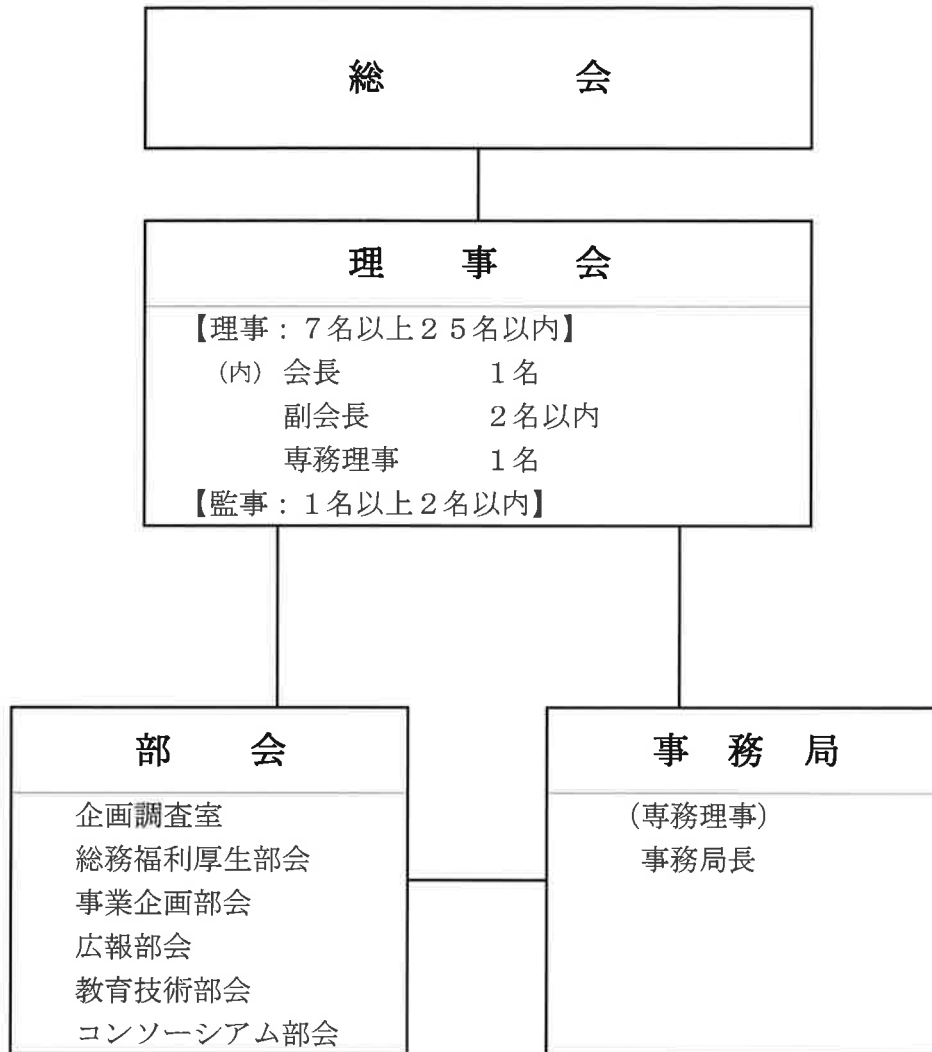 総　　　会
理　事　会
【理事：７名以上２５名以内】
（内）会長　１名
副会長　２名以内
専務理事　１名
【監事：１名以上２名以内】
部　会
企画調査室
総務福利厚生部会
事業企画部会
広報部会
教育技術部会
コンソーシアム部会
事　務　局
（専務理事）
事務局長